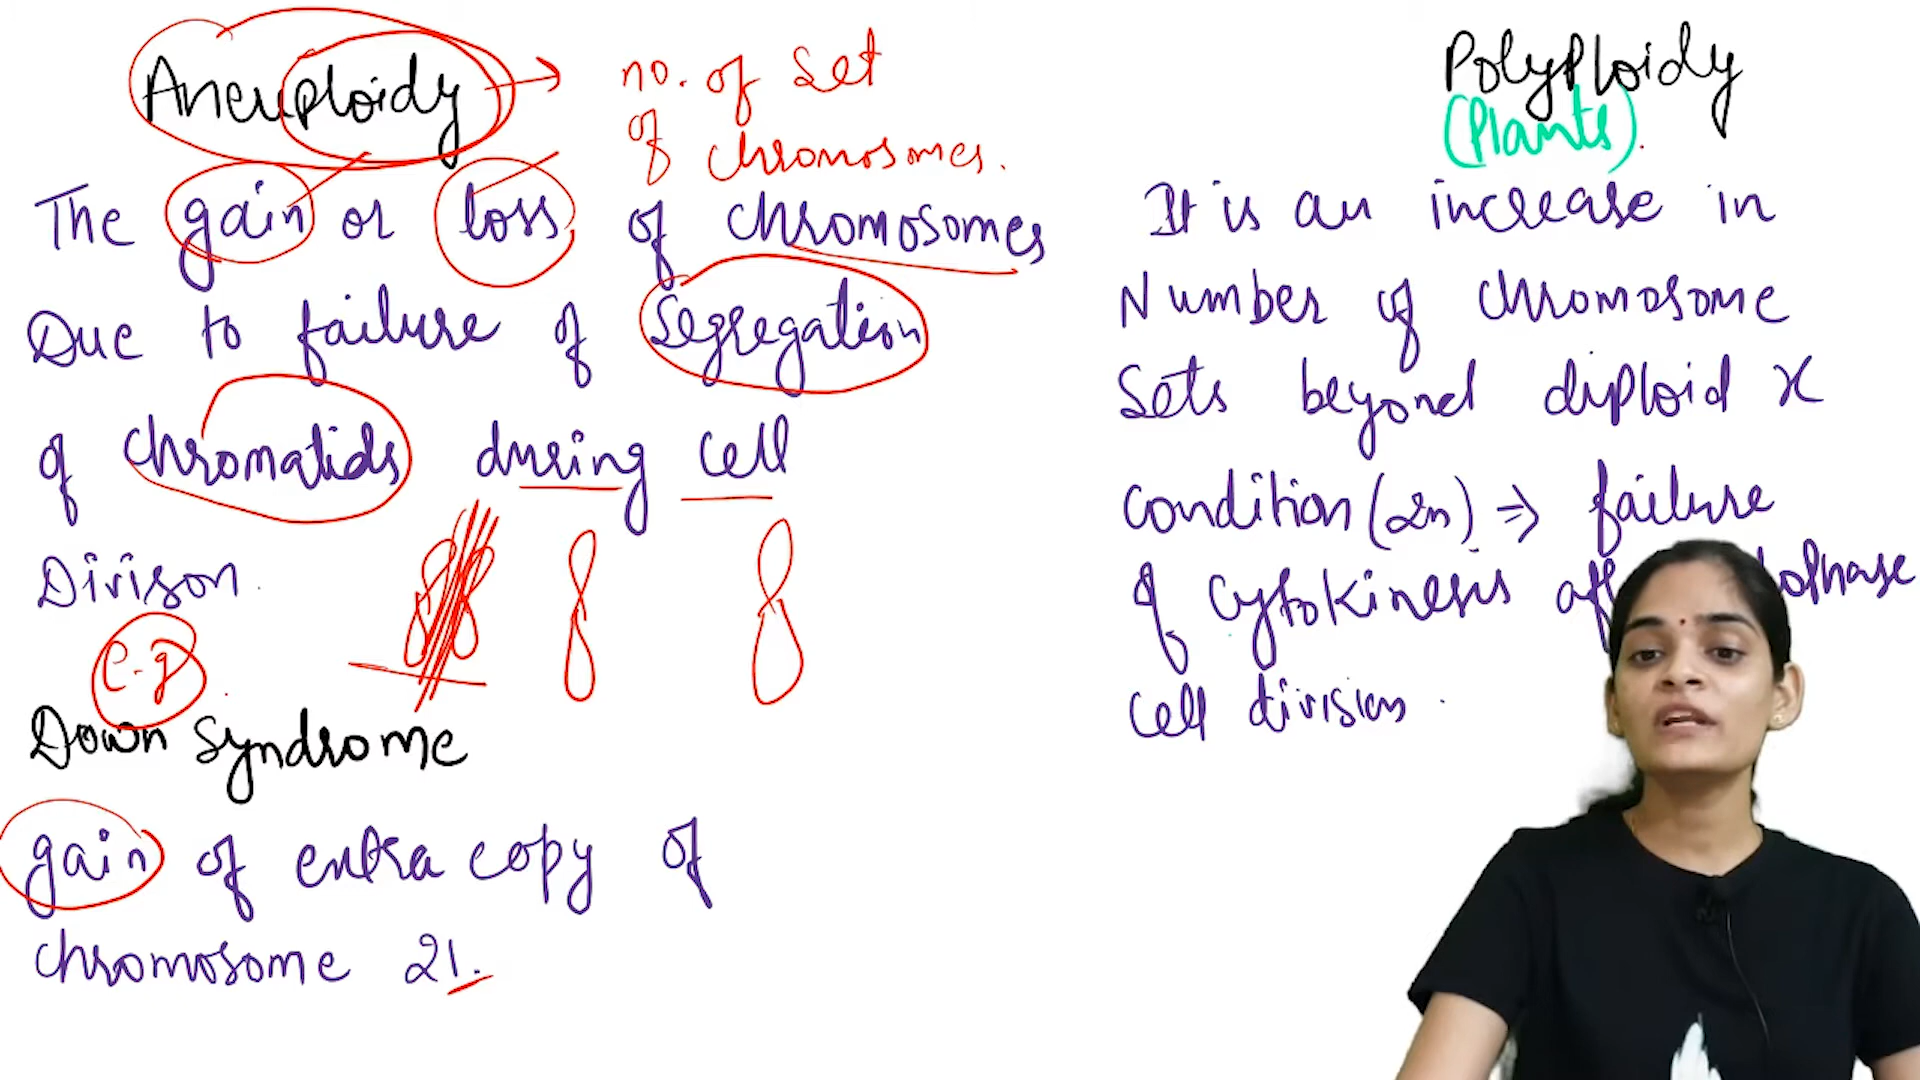 Aneuploidy → no. of set
of chromosomes.
The gain or loss of chromosomes
Due to failure of Segregation
of chromatids during cell
Divison.
e.g
Down Syndrome
gain of extra copy of
chromosome 21.
Polyploidy
(Plants).
It is an increase in
Number of chromosome
Sets beyond diploid
condition (2n) ⇒ failure
of cytokinesis
cell division.